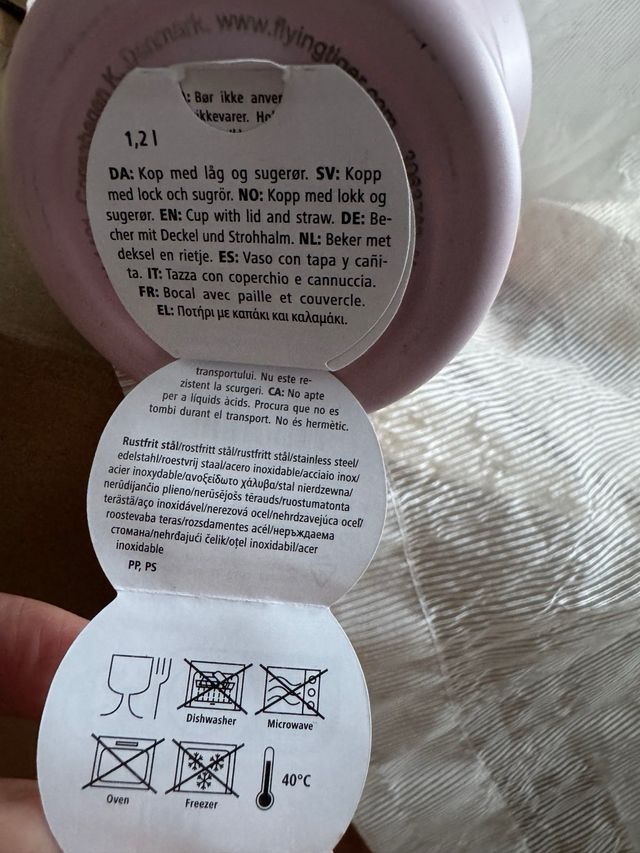 Copenhagen K, Danmark. www.flyingtiger.com
: Bør ikke anver
ikkevarer. Ho
1,2 l
DA: Kop med låg og sugerør. SV: Kopp
med lock och sugrör. NO: Kopp med lokk og
sugerør. EN: Cup with lid and straw. DE: Be-
cher mit Deckel und Strohhalm. NL: Beker met
deksel en rietje. ES: Vaso con tapa y cañi-
ta. IT: Tazza con coperchio e cannuccia.
FR: Bocal avec paille et couvercle.
EL: Ποτήρι με καπάκι και καλαμάκι.
transportului. Nu este re-
zistent la scurgeri. CA: No apte
per a líquids àcids. Procura que no es
tombi durant el transport. No és hermètic.
Rustfrit stål/rostfritt stål/rustfritt stål/stainless steel/
edelstahl/roestvrij staal/acero inoxidable/acciaio inox/
acier inoxydable/ανοξείδωτο χάλυβα/stal nierdzewna/
nerūdijančio plieno/nerūsējošs tērauds/ruostumatonta
terästä/aço inoxidável/nerezová ocel/nehrdzavejúca oceľ/
roostevaba teras/rozsdamentes acél/неръждаема
стомана/nehrđajući čelik/oțel inoxidabil/acer
inoxidable
PP, PS
Dishwasher
Microwave
Oven
Freezer
40°C